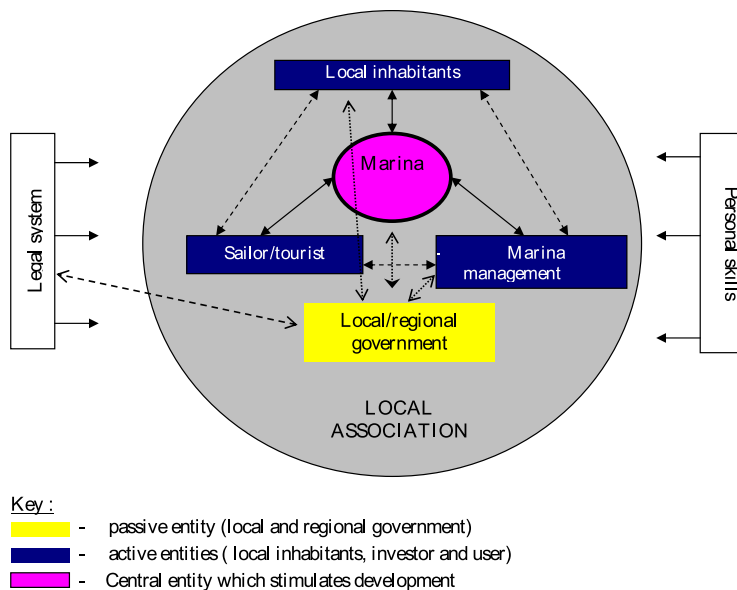 Local inhabitants
Marina
Legal system
Personal skills
Sailor/tourist
- Marina
management
Local/regional
government
LOCAL
ASSOCIATION
Key :
- passive entity (local and regional government)
- active entities ( local inhabitants, investor and user)
- Central entity which stimulates development